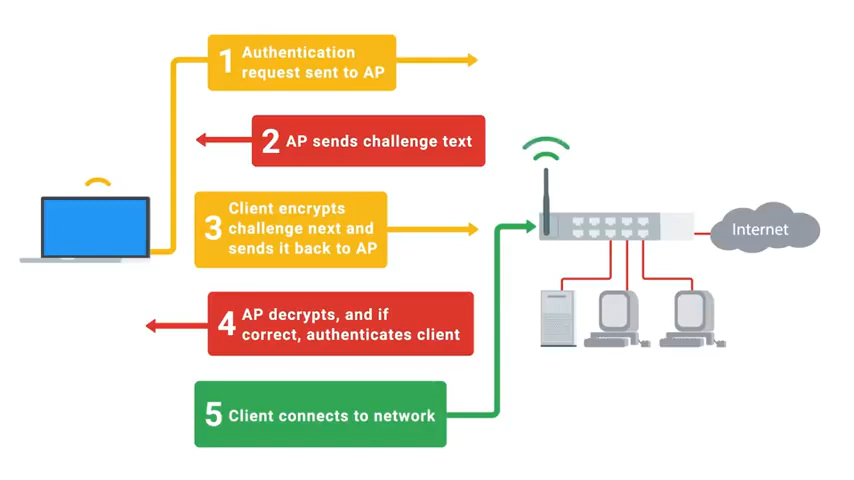 1 Authentication
request sent to AP
2 AP sends challenge text
3 Client encrypts
challenge next and
sends it back to AP
4 AP decrypts, and if
correct, authenticates client
5 Client connects to network
Internet